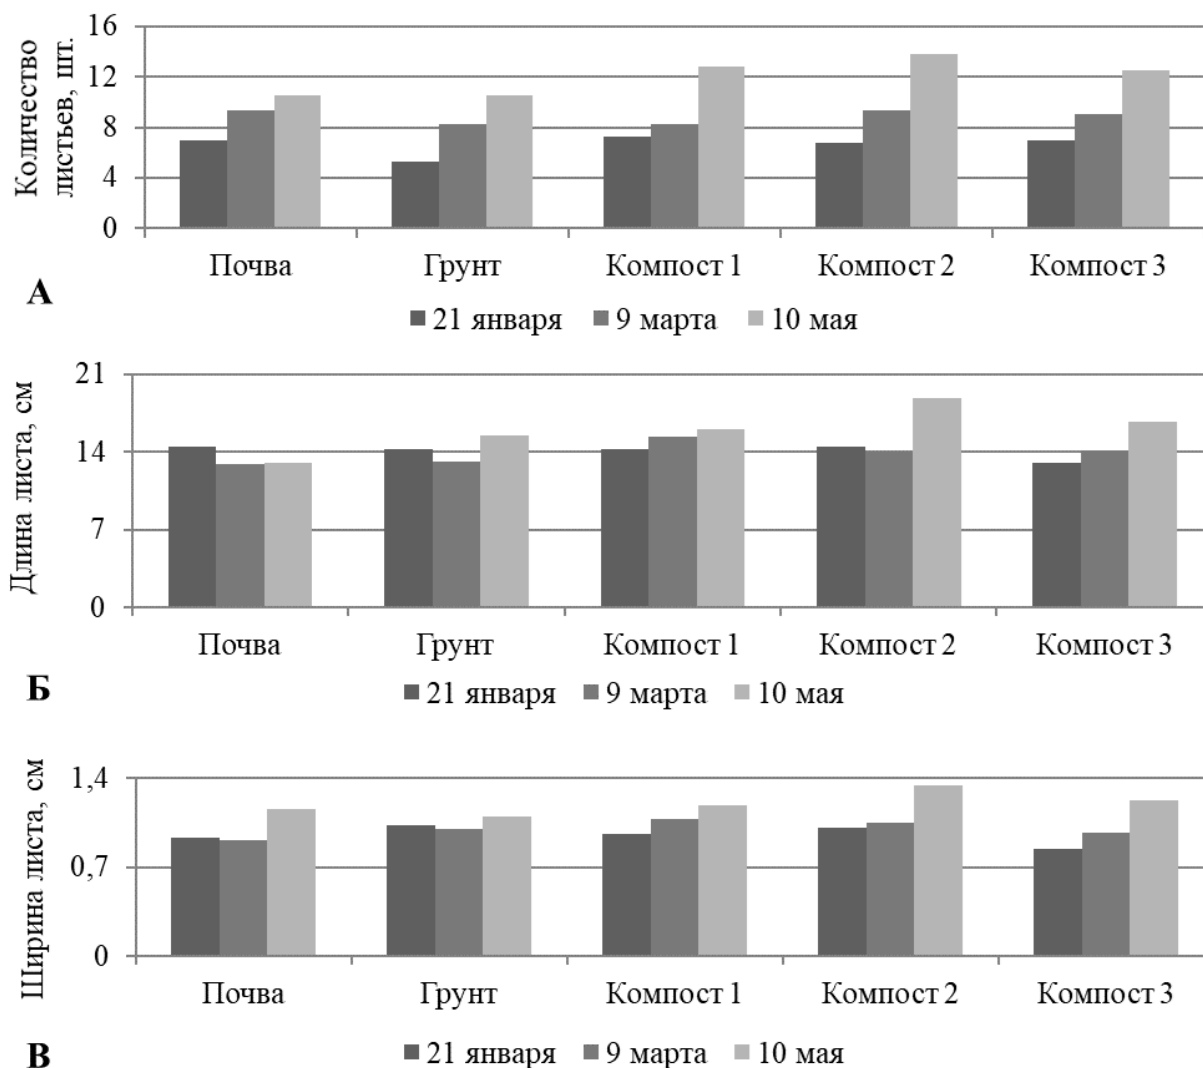 Количество
листьев, шт.
16
12
8
4
0
Почва Грунт Компост 1 Компост 2 Компост 3
А
21 января 9 марта 10 мая
Длина листа, см
21
14
7
0
Почва Грунт Компост 1 Компост 2 Компост 3
Б
21 января 9 марта 10 мая
Ширина листа, см
1,4
0,7
0
Почва Грунт Компост 1 Компост 2 Компост 3
В
21 января 9 марта 10 мая